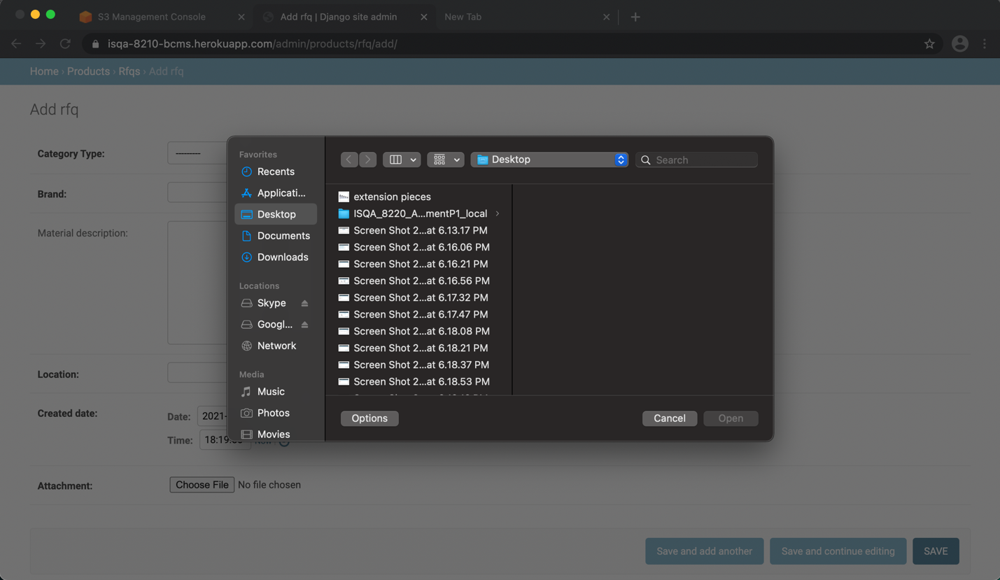 S3 Management Console
Add rfq | Django site admin
New Tab
isqa-8210-bcms.herokuapp.com/admin/products/rfq/add/
Home › Products › Rfqs › Add rfq
Add rfq
Category Type:
---------
Brand:
Material description:
Location:
Created date:
Date: 2021-
Time:
Attachment:
Choose File No file chosen
Save and add another
Save and continue editing
SAVE
Favorites
Recents
Applicati...
Desktop
Documents
Downloads
Locations
Skype
Googl...
Network
Media
Music
Photos
Movies
Desktop
Search
extension pieces
ISQA_8220_A...mentP1_local
Screen Shot 2...at 6.13.17 PM
Screen Shot 2...at 6.16.06 PM
Screen Shot 2...at 6.16.21 PM
Screen Shot 2...at 6.16.56 PM
Screen Shot 2...at 6.17.32 PM
Screen Shot 2...at 6.17.47 PM
Screen Shot 2...at 6.18.08 PM
Screen Shot 2...at 6.18.21 PM
Screen Shot 2...at 6.18.37 PM
Screen Shot 2...at 6.18.53 PM
Options
Cancel
Open